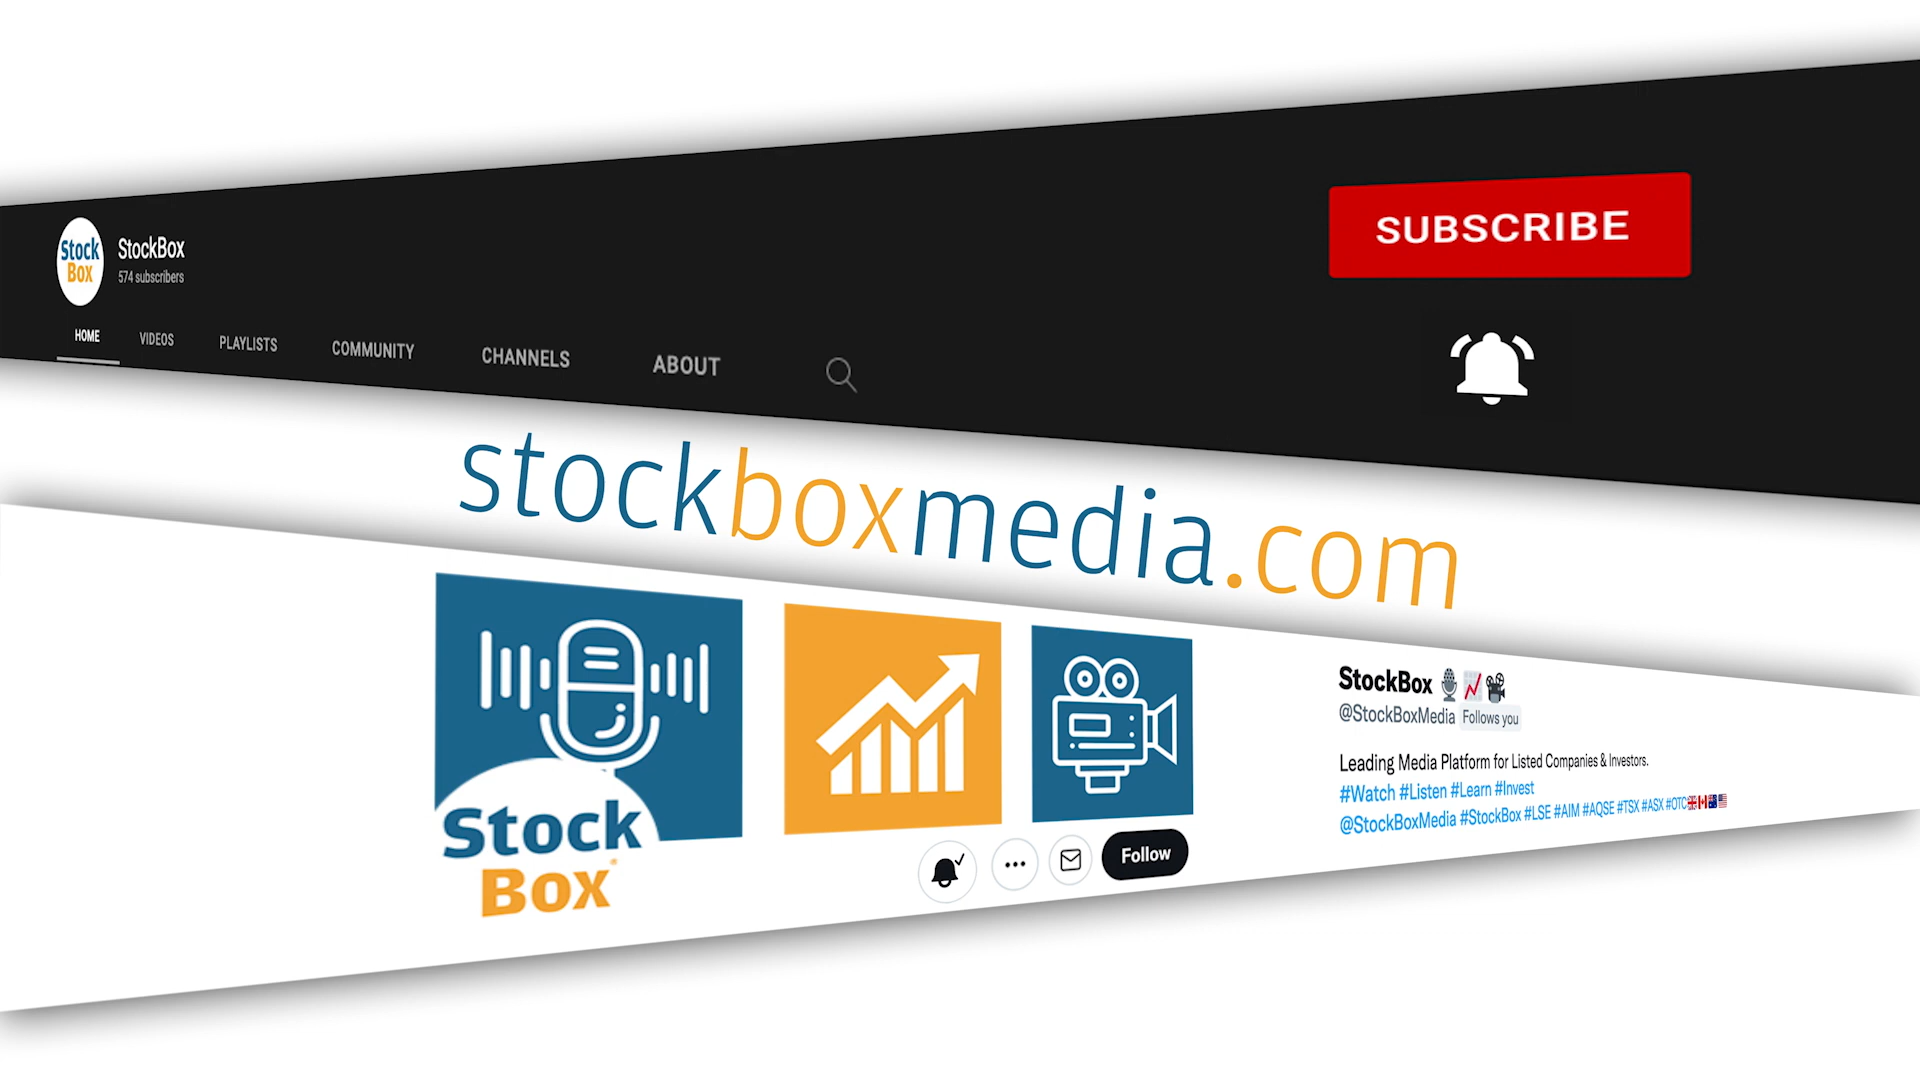 SUBSCRIBE
Stock
Box
StockBox
574 subscribers
HOME VIDEOS PLAYLISTS COMMUNITY CHANNELS ABOUT
stockboxmedia.com
StockBox
@StockBoxMedia Follows you
Leading Media Platform for Listed Companies & Investors.
#Watch #Listen #Learn #Invest
@StockBoxMedia #StockBox #LSE #AIM #AQSE #TSX #ASX #OTC
Stock
Box
Follow